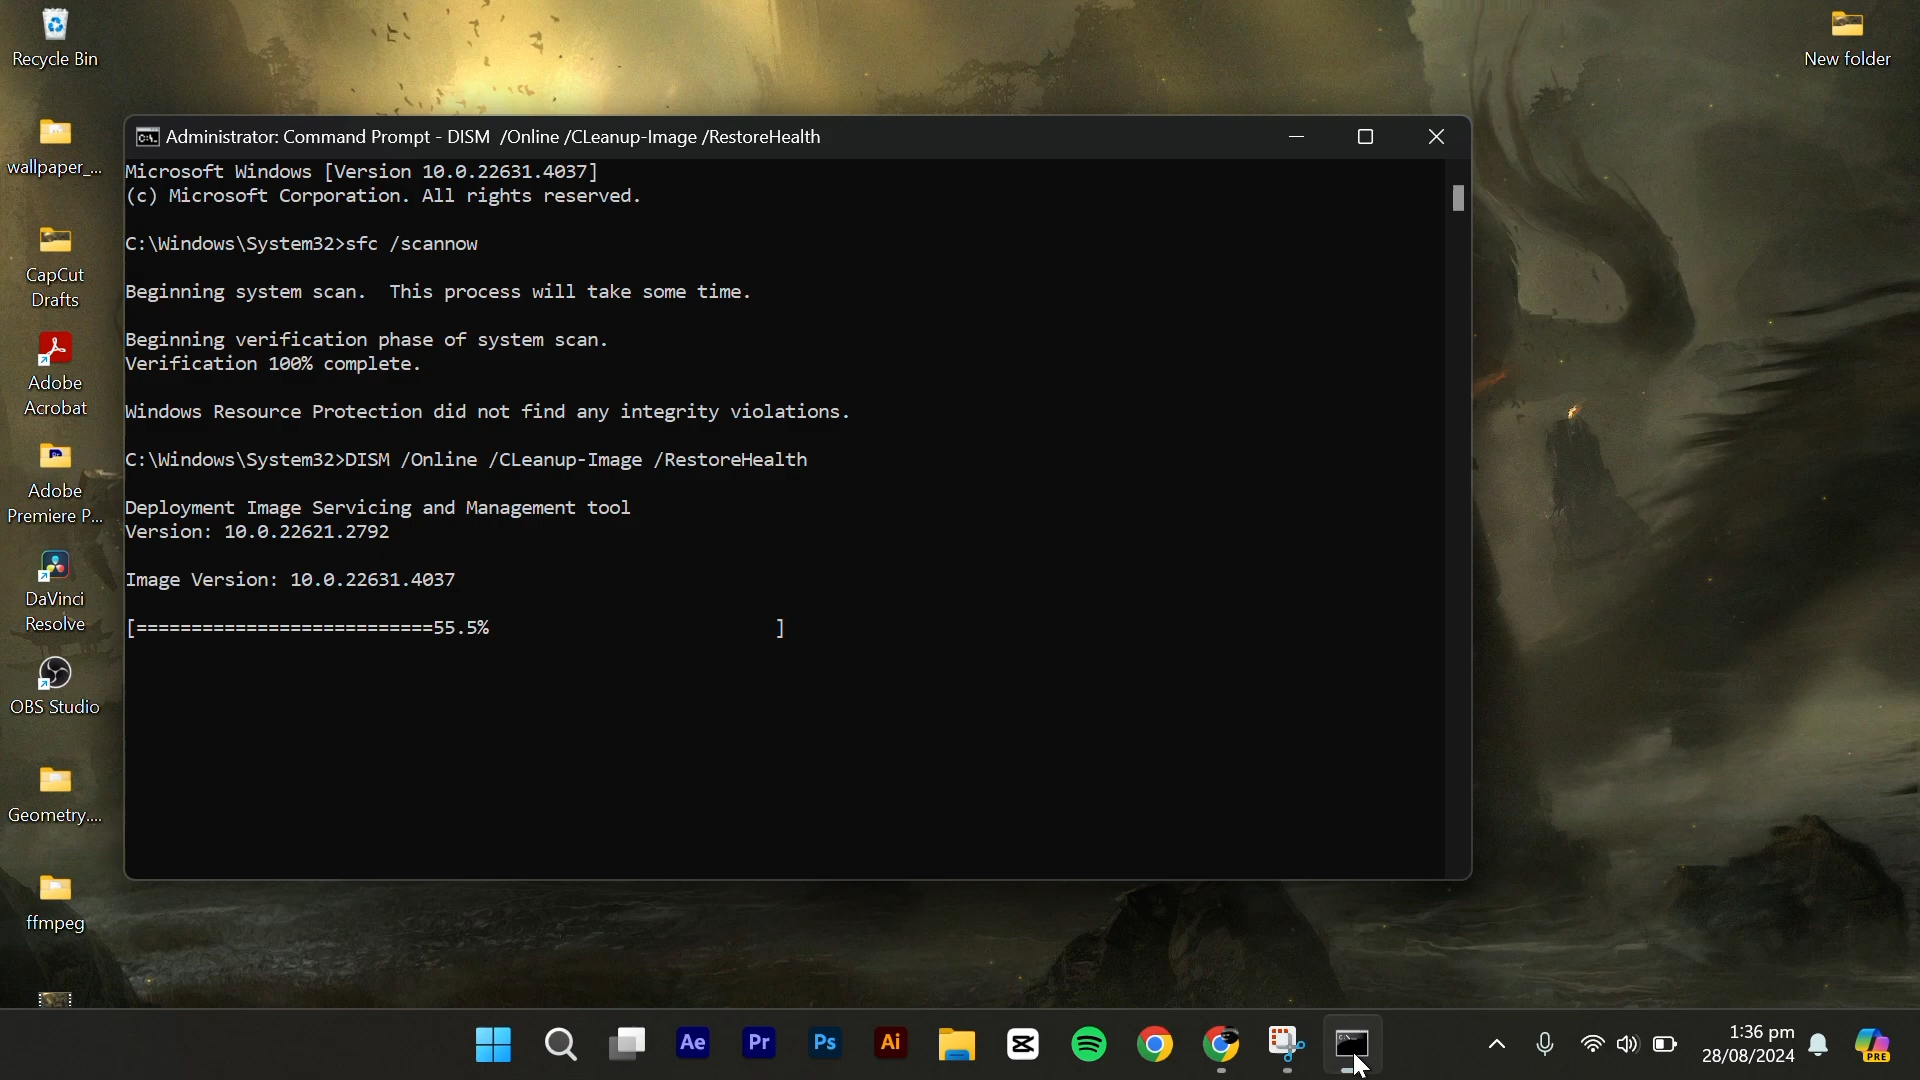 Recycle Bin
New folder
wallpaper_...
CapCut
Drafts
Adobe
Acrobat
Adobe
Premiere P...
DaVinci
Resolve
OBS Studio
Geometry....
ffmpeg
Administrator: Command Prompt - DISM  /Online /CLeanup-Image /RestoreHealth
Microsoft Windows [Version 10.0.22631.4037]
(c) Microsoft Corporation. All rights reserved.
C:\Windows\System32>sfc /scannow
Beginning system scan.  This process will take some time.
Beginning verification phase of system scan.
Verification 100% complete.
Windows Resource Protection did not find any integrity violations.
C:\Windows\System32>DISM /Online /CLeanup-Image /RestoreHealth
Deployment Image Servicing and Management tool
Version: 10.0.22621.2792
Image Version: 10.0.22631.4037
[===========================55.5%                          ]
Ae
Pr
Ps
Ai
1:36 pm
28/08/2024
PRE